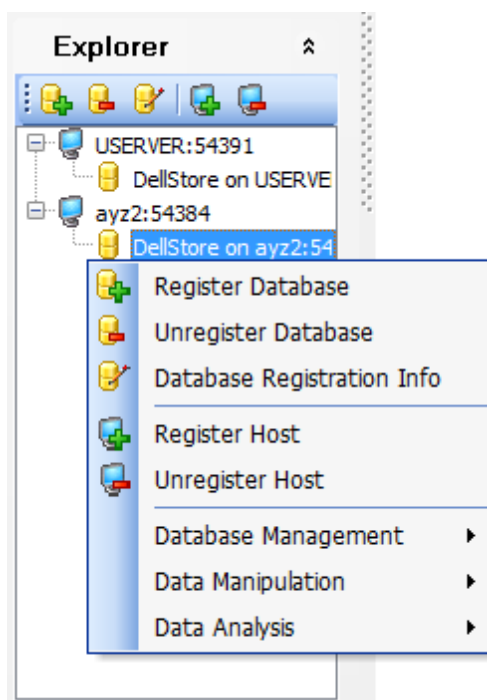 Explorer
USERVER:54391
DellStore on USERVE
ayz2:54384
DellStore on ayz2:54
Register Database
Unregister Database
Database Registration Info
Register Host
Unregister Host
Database Management
Data Manipulation
Data Analysis